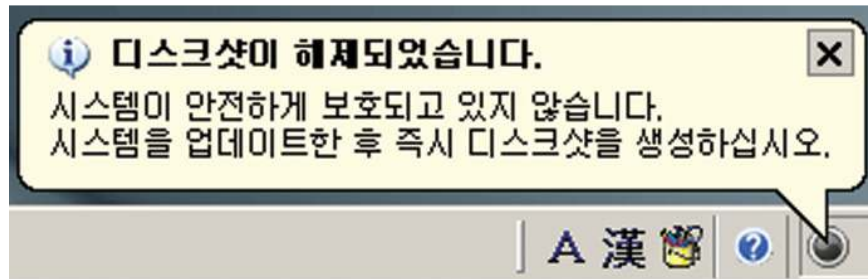 디스크샷이 해제되었습니다.
시스템이 안전하게 보호되고 있지 않습니다.
시스템을 업데이트한 후 즉시 디스크샷을 생성하십시오.
A 漢